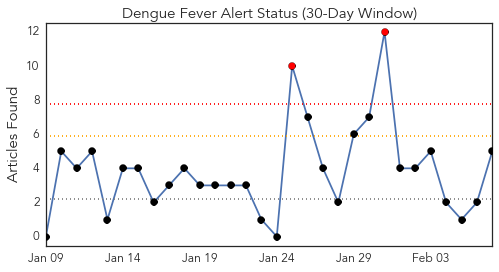 Dengue Fever Alert Status (30-Day Window)
Articles Found
12
10
8
6
4
2
0
Jan 09 Jan 14 Jan 19 Jan 24 Jan 29 Feb 03